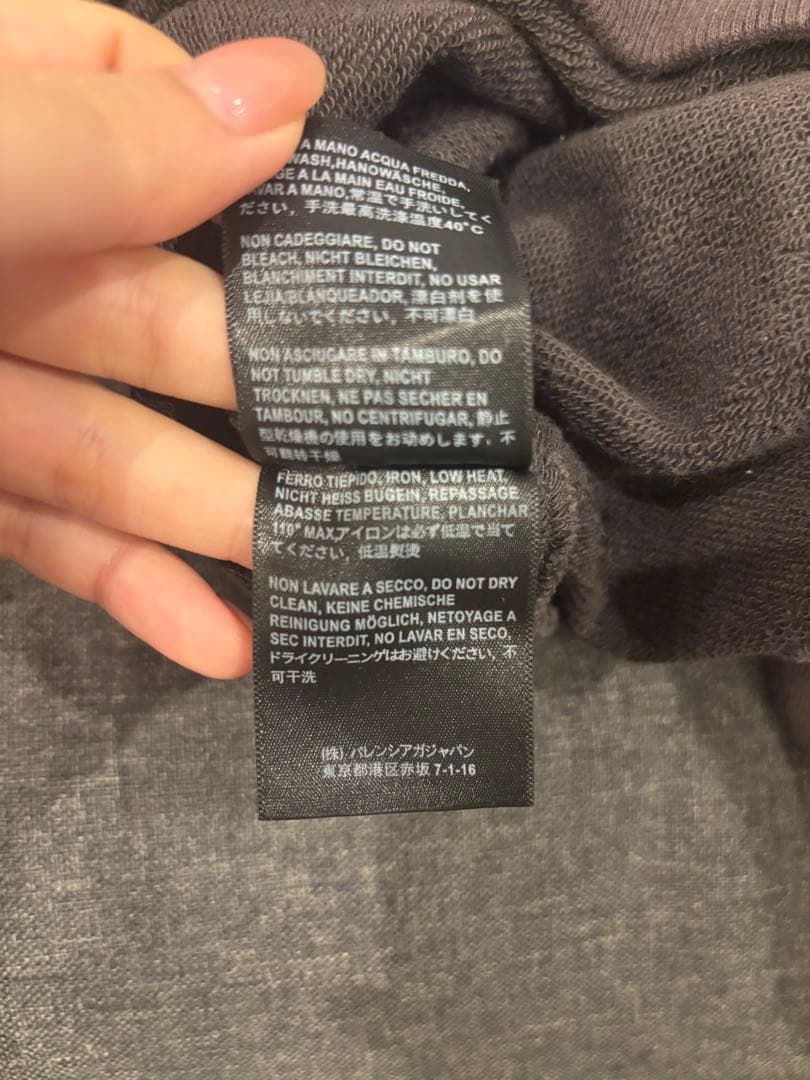 A MANO ACQUA FREDDA,
WASH,HANOWÄSCHE,
GE A LA MAIN EAU FROIDE,
VAR A MANO,常温で手洗いしてく
ださい, 手洗最高洗滌温度40°C
NON CADEGGIARE, DO NOT
BLEACH, NICHT BLEICHEN,
BLANCHIMENT INTERDIT, NO USAR
LEJIA/BLANQUEADOR, 漂白剤を使
用しないでください, 不可漂白
NON ASCIUGARE IN TAMBURO, DO
NOT TUMBLE DRY, NICHT
TROCKNEN, NE PAS SECHER EN
TAMBOUR, NO CENTRIFUGAR, 静止
型乾燥機の使用をお动めします, 不
可翻转干燥
FERRO TIEPIDO, IRON, LOW HEAT,
NICHT HEISS BUGEIN, REPASSAGE
ABASSE TEMPERATURE, PLANCHAR
110° MAX,アイロンは必ず低温で当て
てください, 低温熨烫
NON LAVARE A SECCO, DO NOT DRY
CLEAN, KEINE CHEMISCHE
REINIGUNG MÖGLICH, NETOYAGE A
SEC INTERDIT, NO LAVAR EN SECO,
ドライクリーニングはお避けください, 不
可干洗
(株) バレンシアガジャパン
東京都港区赤坂 7-1-16